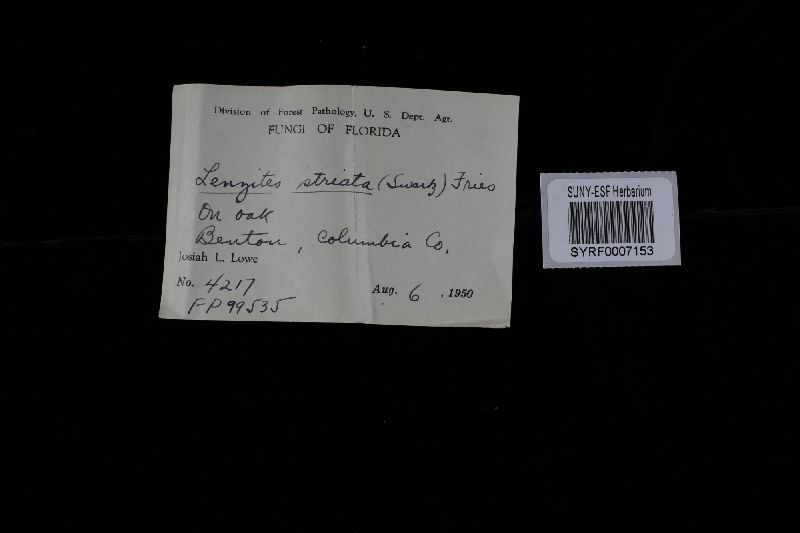 Division of Forest Pathology, U. S. Dept. Agr.
FUNGI OF FLORIDA
Lenzites striata (Swartz) Fries
On oak
Benton, Columbia Co.
Josiah L. Lowe
No. 4217
Aug. 6, 1950
FP 99535
SUNY-ESF Herbarium
SYRF0007153